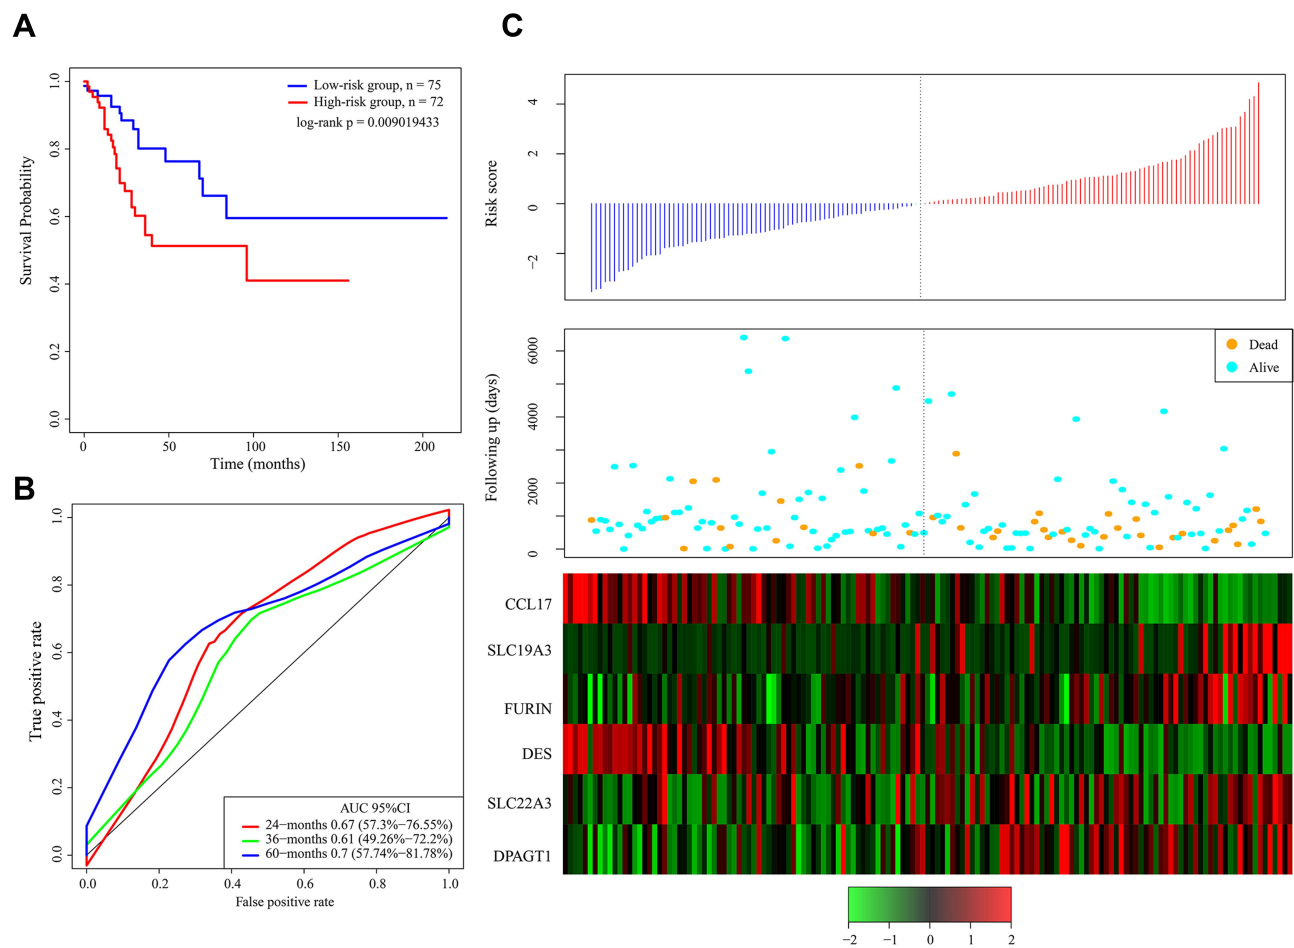 A
1.0
0.8
0.6
0.4
0.2
0.0
Survival Probability
Low-risk group, n = 75
High-risk group, n = 72
log-rank p = 0.009019433
0 50 100 150 200
Time (months)
B
1.0
0.8
0.6
0.4
0.2
0.0
True positive rate
AUC 95%CI
24−months 0.67 (57.3%−76.55%)
36−months 0.61 (49.26%−72.2%)
60−months 0.7 (57.74%−81.78%)
0.0 0.2 0.4 0.6 0.8 1.0
False positive rate
C
4
2
0
−2
Risk score
6000
4000
2000
0
Following up (days)
Dead
Alive
CCL17
SLC19A3
FURIN
DES
SLC22A3
DPAGT1
−2 −1 0 1 2